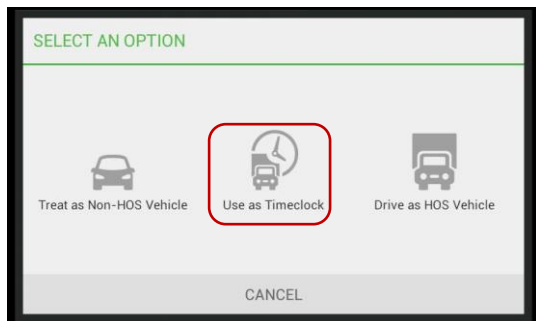 SELECT AN OPTION
Treat as Non-HOS Vehicle
Use as Timeclock
Drive as HOS Vehicle
CANCEL